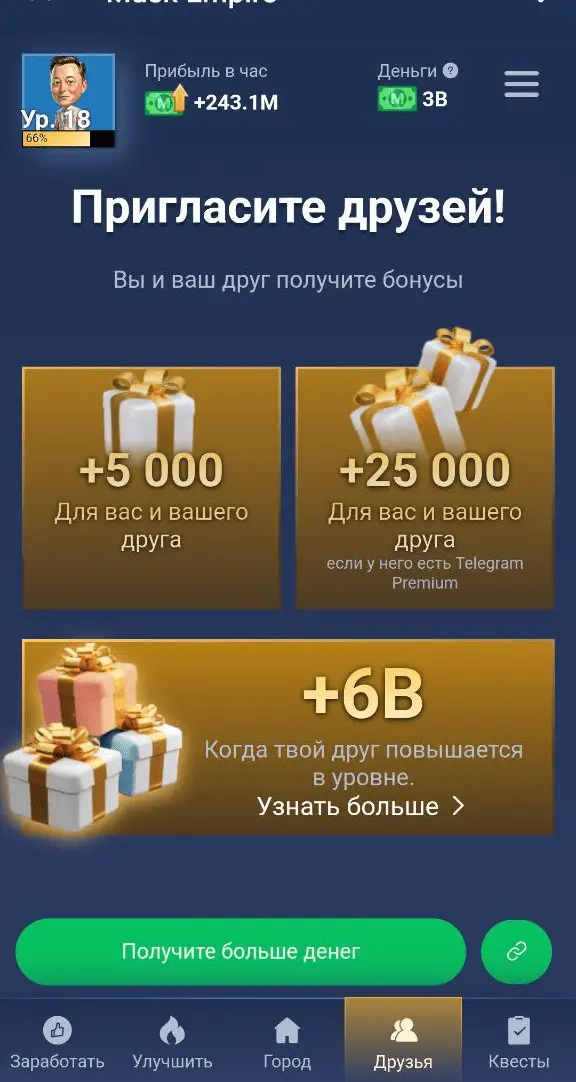 Прибыль в час
Деньги ?
+243.1M
3B
Ур. 18
66%
Пригласите друзей!
Вы и ваш друг получите бонусы
+5 000
Для вас и вашего
друга
+25 000
Для вас и вашего
друга
если у него есть Telegram
Premium
+6B
Когда твой друг повышается
в уровне.
Узнать больше >
Получите больше денег
Заработать
Улучшить
Город
Друзья
Квесты